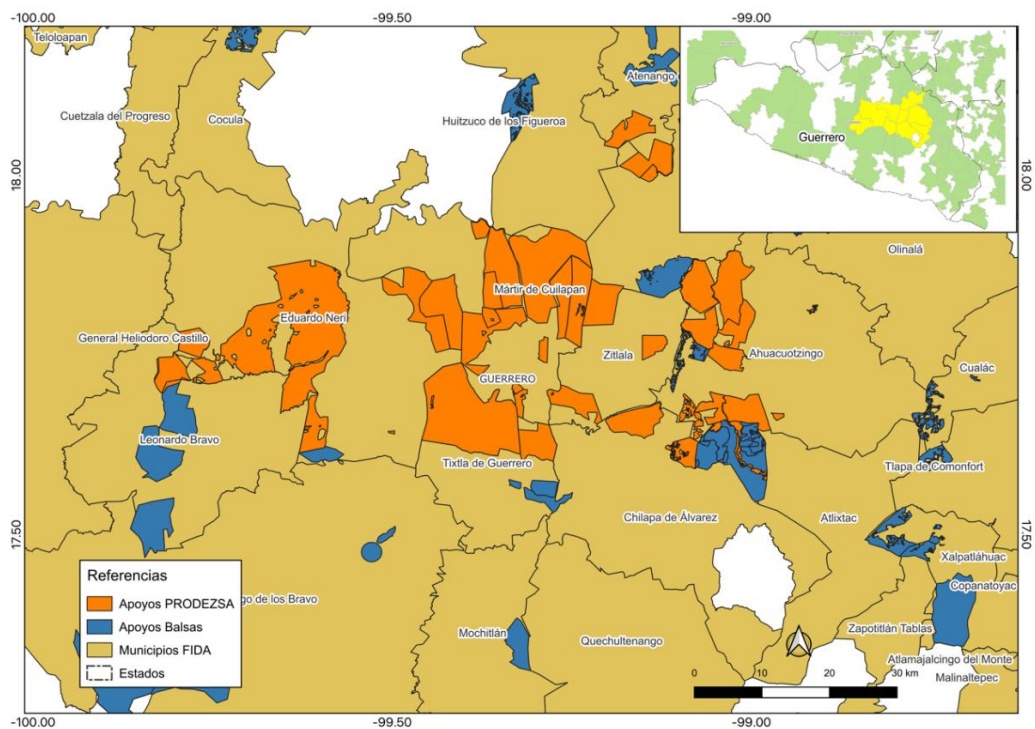 -100.00
-99.50
-99.00
Teloloapan
Atenango
Cuetzala del Progreso
Cocula
Huitzuco de los Figueroa
Guerrero
18.00
18.00
Olinalá
Mártir de Cuilapan
Eduardo Neri
General Heliodoro Castillo
Zitlala
Ahuacuotzingo
GUERRERO
Cualác
Leonardo Bravo
Tixtla de Guerrero
Tlapa de Comonfort
Chilapa de Álvarez
Atlixtac
17.50
17.50
Xalpatláhuac
Copanatoyac
Referencias
Apoyos PRODEZSA
Apoyos Balsas
Municipios FIDA
Estados
go de los Bravo
Mochitlán
Quechultenango
Zapotitlán Tablas
Atlamajalcingo del Monte
Malinaltepec
0 10 20 30 km
-100.00
-99.50
-99.00